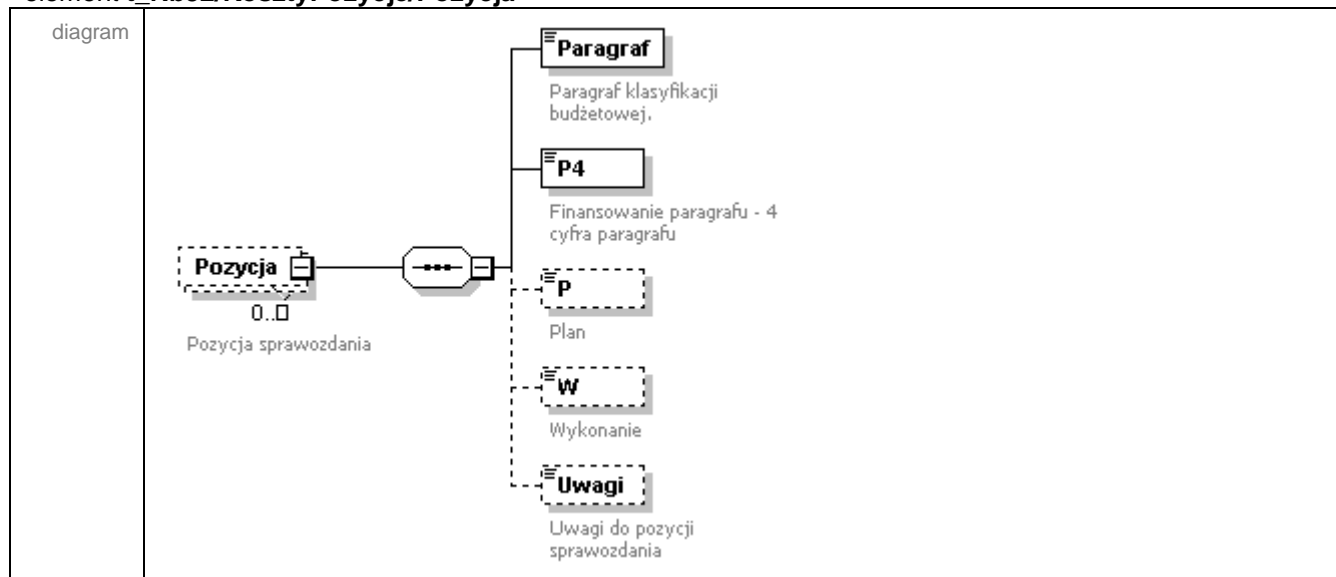 diagram
Paragraf
Paragraf klasyfikacji
budżetowej.
P4
Finansowanie paragrafu - 4
cyfra paragrafu
Pozycja
0..□
Pozycja sprawozdania
P
Plan
W
Wykonanie
Uwagi
Uwagi do pozycji
sprawozdania